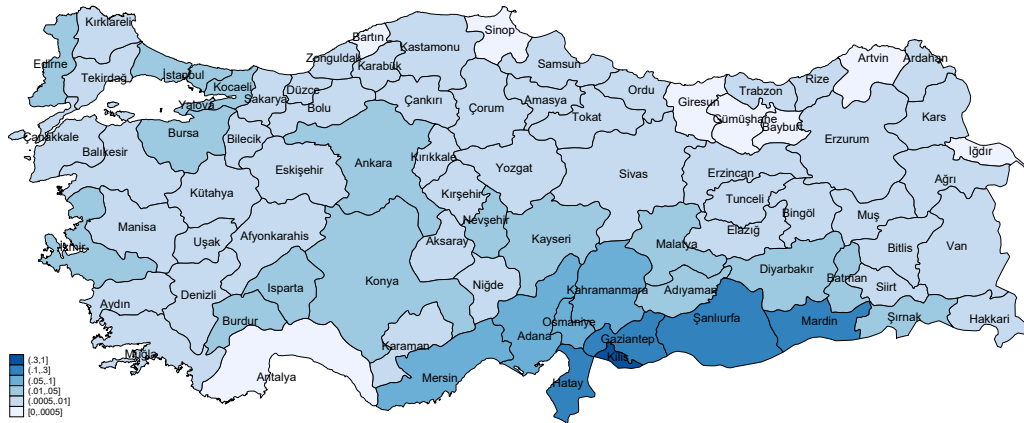 Kırklareli
Edirne
Tekirdağ
İstanbul
Kocaeli
Yalova
Sakarya
Düzce
Bolu
Zonguldak
Bartın
Karabük
Kastamonu
Sinop
Çankırı
Çorum
Samsun
Amasya
Tokat
Ordu
Giresun
Gümüşhane
Trabzon
Bayburt
Rize
Artvin
Ardahan
Kars
Iğdır
Erzurum
Ağrı
Çanakkale
Balıkesir
Bursa
Bilecik
Eskişehir
Kütahya
Ankara
Kırıkkale
Kırşehir
Yozgat
Sivas
Erzincan
Tunceli
Bingöl
Elazığ
Muş
Bitlis
Van
Manisa
İzmir
Uşak
Afyonkarahis
Konya
Aksaray
Nevşehir
Kayseri
Malatya
Niğde
Diyarbakır
Batman
Siirt
Şırnak
Hakkari
Aydın
Denizli
Isparta
Burdur
Muğla
Antalya
Karaman
Mersin
Adana
Kahramanmara
Osmaniye
Adıyaman
Gaziantep
Kilis
Hatay
Şanlıurfa
Mardin
(.3,1]
(.1,.3]
(.05,.1]
(.01,.05]
(.0005,.01]
[0,.0005]